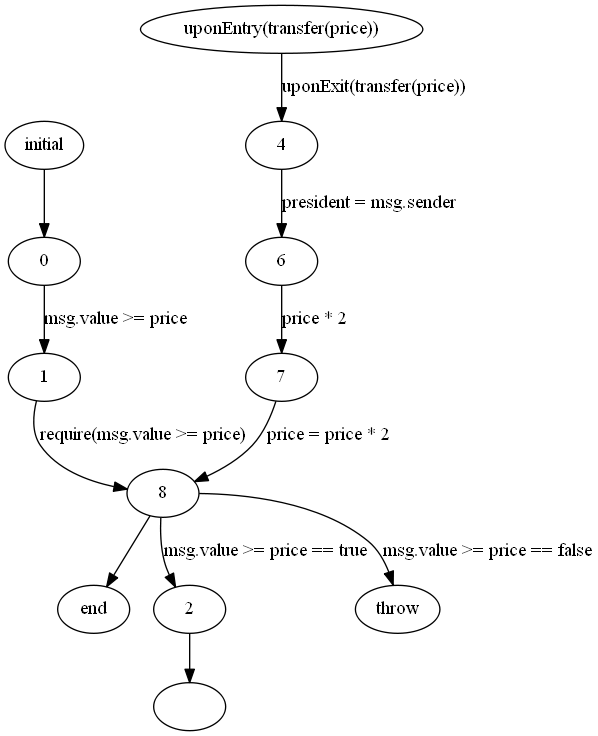 uponEntry(transfer(price))
uponExit(transfer(price))
initial
4
president = msg.sender
0
6
msg.value >= price
price * 2
1
7
require(msg.value >= price)
price = price * 2
8
msg.value >= price == true
msg.value >= price == false
end
2
throw